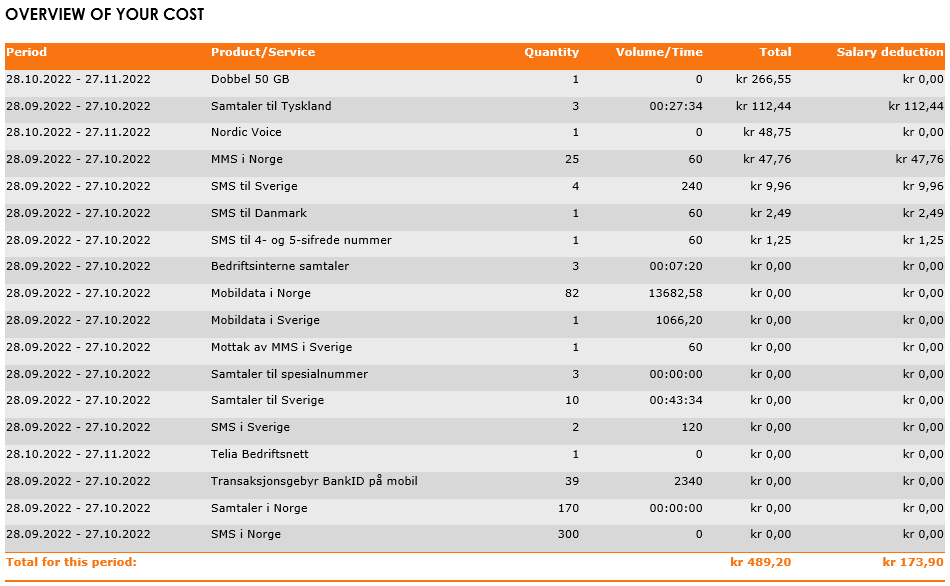 OVERVIEW OF YOUR COST
Period Product/Service Quantity Volume/Time Total Salary deduction
28.10.2022 - 27.11.2022 Dobbel 50 GB 1 0 kr 266,55 kr 0,00
28.09.2022 - 27.10.2022 Samtaler til Tyskland 3 00:27:34 kr 112,44 kr 112,44
28.10.2022 - 27.11.2022 Nordic Voice 1 0 kr 48,75 kr 0,00
28.09.2022 - 27.10.2022 MMS i Norge 25 60 kr 47,76 kr 47,76
28.09.2022 - 27.10.2022 SMS til Sverige 4 240 kr 9,96 kr 9,96
28.09.2022 - 27.10.2022 SMS til Danmark 1 60 kr 2,49 kr 2,49
28.09.2022 - 27.10.2022 SMS til 4- og 5-sifrede nummer 1 60 kr 1,25 kr 1,25
28.09.2022 - 27.10.2022 Bedriftsinterne samtaler 3 00:07:20 kr 0,00 kr 0,00
28.09.2022 - 27.10.2022 Mobildata i Norge 82 13682,58 kr 0,00 kr 0,00
28.09.2022 - 27.10.2022 Mobildata i Sverige 1 1066,20 kr 0,00 kr 0,00
28.09.2022 - 27.10.2022 Mottak av MMS i Sverige 1 60 kr 0,00 kr 0,00
28.09.2022 - 27.10.2022 Samtaler til spesialnummer 3 00:00:00 kr 0,00 kr 0,00
28.09.2022 - 27.10.2022 Samtaler til Sverige 10 00:43:34 kr 0,00 kr 0,00
28.09.2022 - 27.10.2022 SMS i Sverige 2 120 kr 0,00 kr 0,00
28.10.2022 - 27.11.2022 Telia Bedriftsnett 1 0 kr 0,00 kr 0,00
28.09.2022 - 27.10.2022 Transaksjonsgebyr BankID på mobil 39 2340 kr 0,00 kr 0,00
28.09.2022 - 27.10.2022 Samtaler i Norge 170 00:00:00 kr 0,00 kr 0,00
28.09.2022 - 27.10.2022 SMS i Norge 300 0 kr 0,00 kr 0,00
Total for this period: kr 489,20 kr 173,90